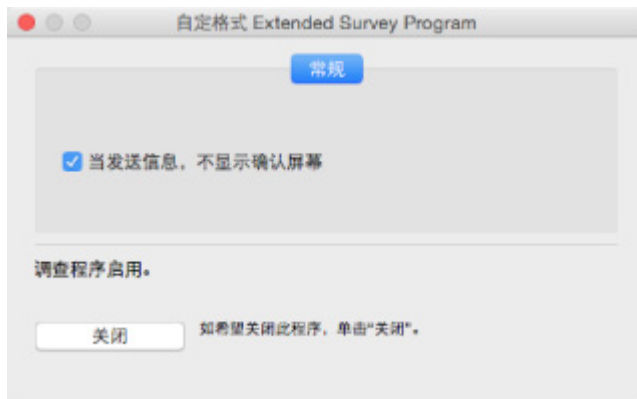 自定格式 Extended Survey Program
常规
当发送信息，不显示确认屏幕
调查程序启用。
关闭
如希望关闭此程序，单击“关闭”。